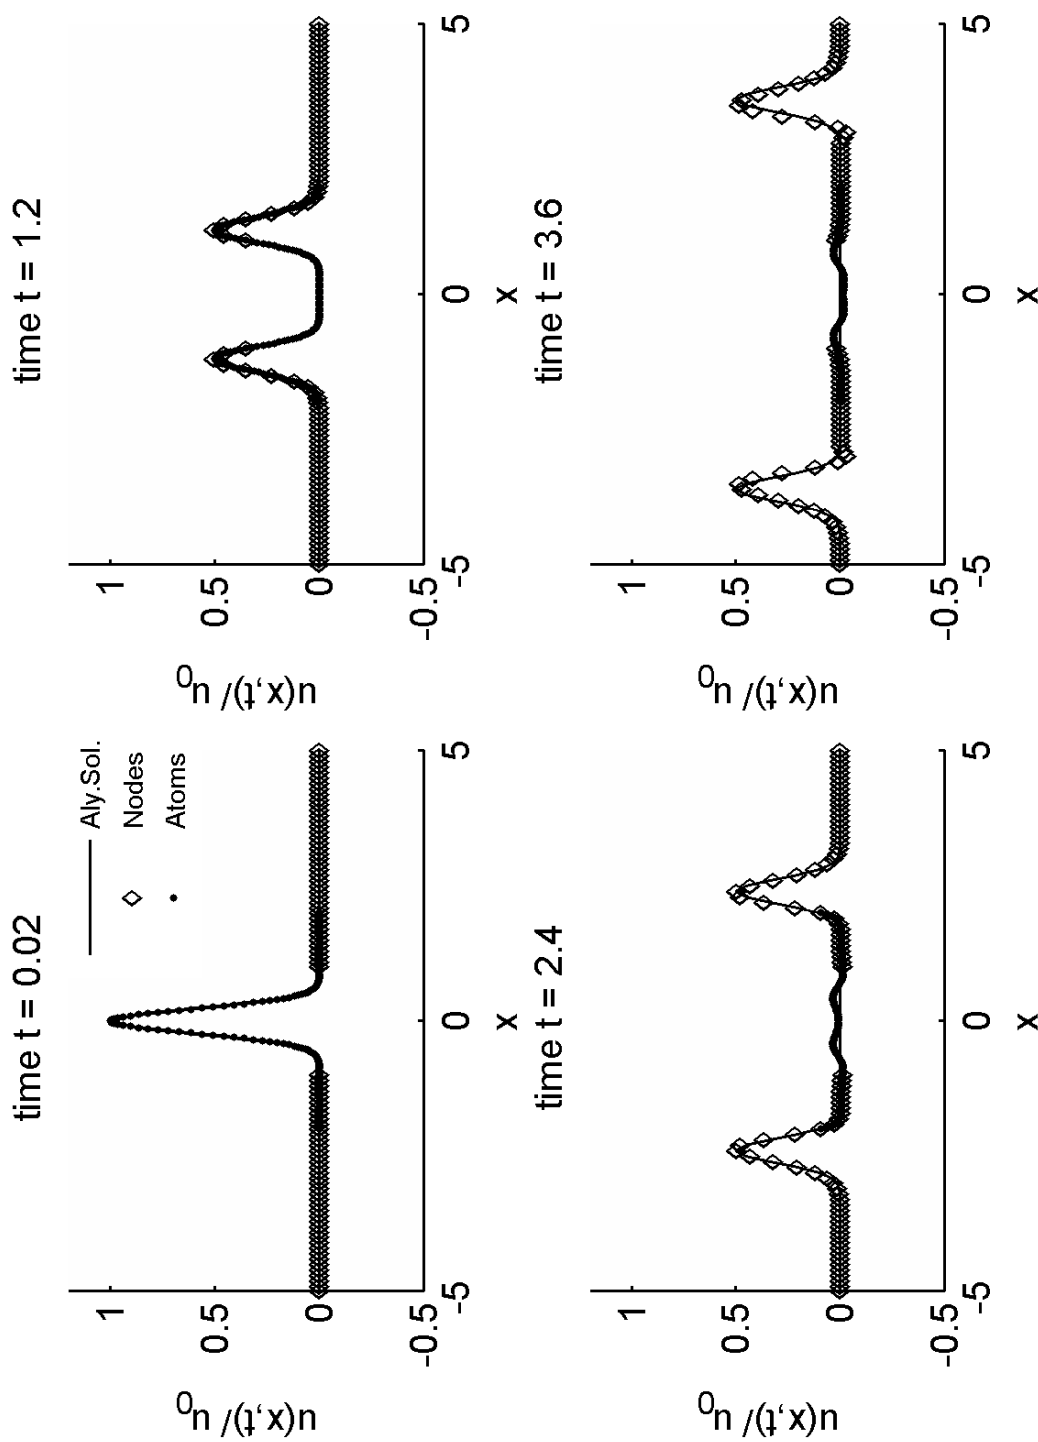 time t = 0.02
1
0.5
0
-0.5
u(x,t)/ u₀
-5
0
5
x
Aly.Sol.
Nodes
Atoms
time t = 1.2
1
0.5
0
-0.5
u(x,t)/ u₀
-5
0
5
x
time t = 2.4
1
0.5
0
-0.5
u(x,t)/ u₀
-5
0
5
x
time t = 3.6
1
0.5
0
-0.5
u(x,t)/ u₀
-5
0
5
x